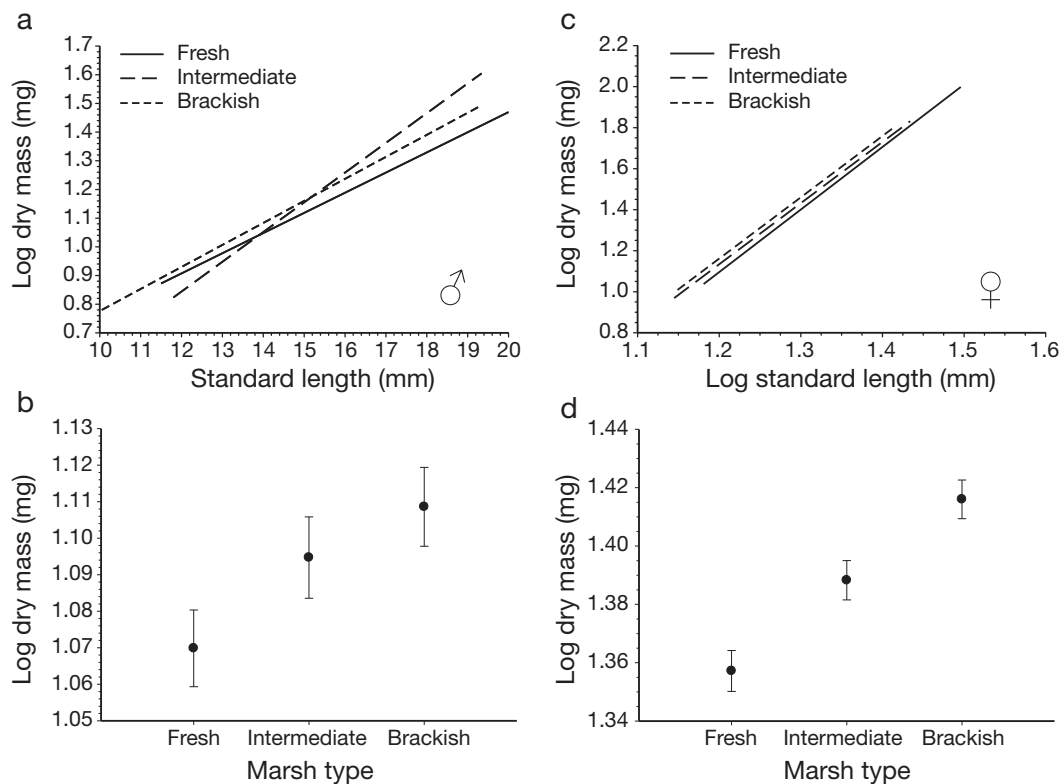 a
1.7
1.6
1.5
1.4
1.3
1.2
1.1
1.0
0.9
0.8
0.7
Log dry mass (mg)
Fresh
Intermediate
Brackish
♂
10 11 12 13 14 15 16 17 18 19 20
Standard length (mm)
c
2.2
2.0
1.8
1.6
1.4
1.2
1.0
0.8
Log dry mass (mg)
Fresh
Intermediate
Brackish
♀
1.1 1.2 1.3 1.4 1.5 1.6
Log standard length (mm)
b
1.13
1.12
1.11
1.10
1.09
1.08
1.07
1.06
1.05
Log dry mass (mg)
Fresh Intermediate Brackish
Marsh type
d
1.44
1.42
1.40
1.38
1.36
1.34
Log dry mass (mg)
Fresh Intermediate Brackish
Marsh type